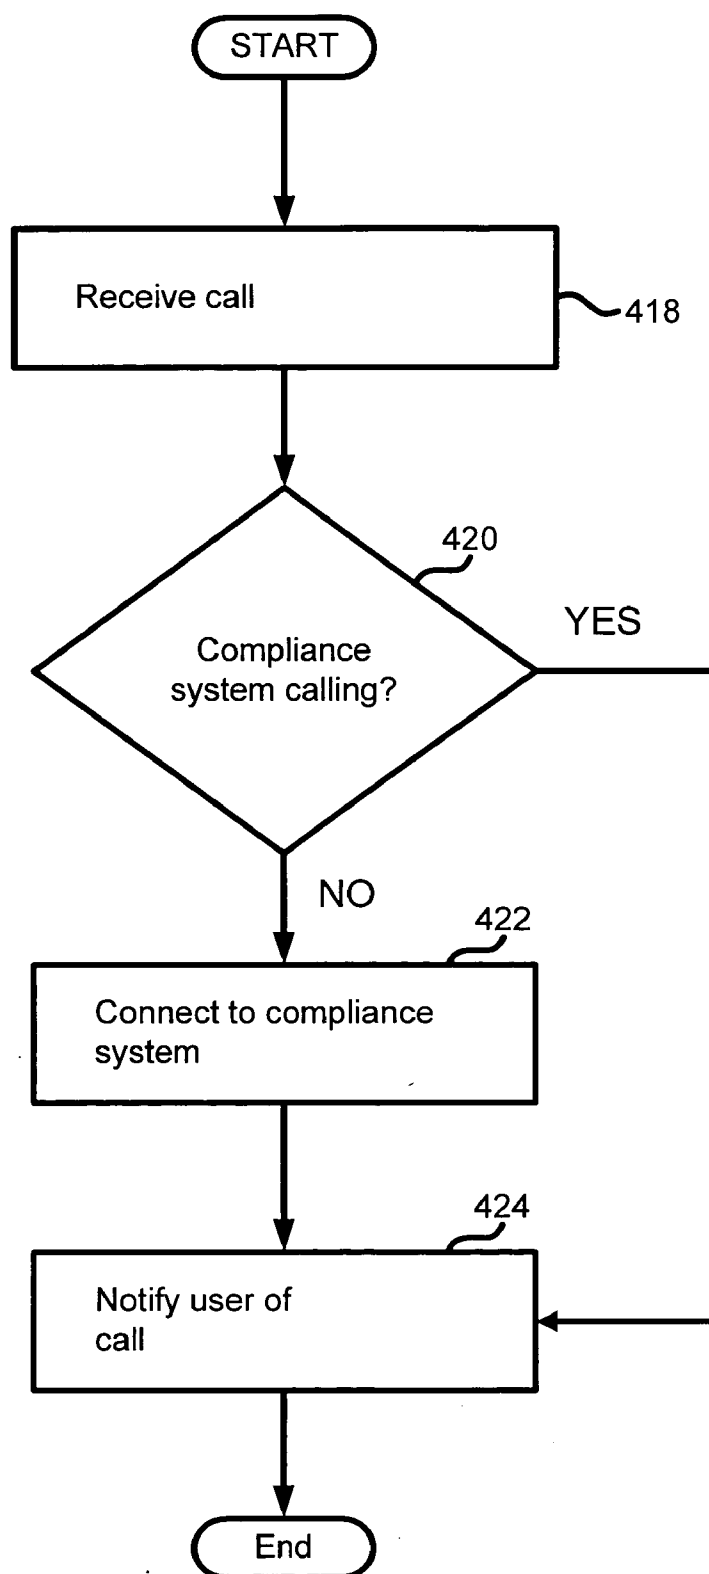 START
Receive call
418
420
Compliance
system calling?
YES
NO
422
Connect to compliance
system
424
Notify user of
call
End